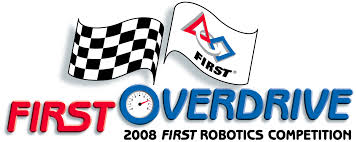 FIRST®
FIRST OVERDRIVE
2008 FIRST ROBOTICS COMPETITION